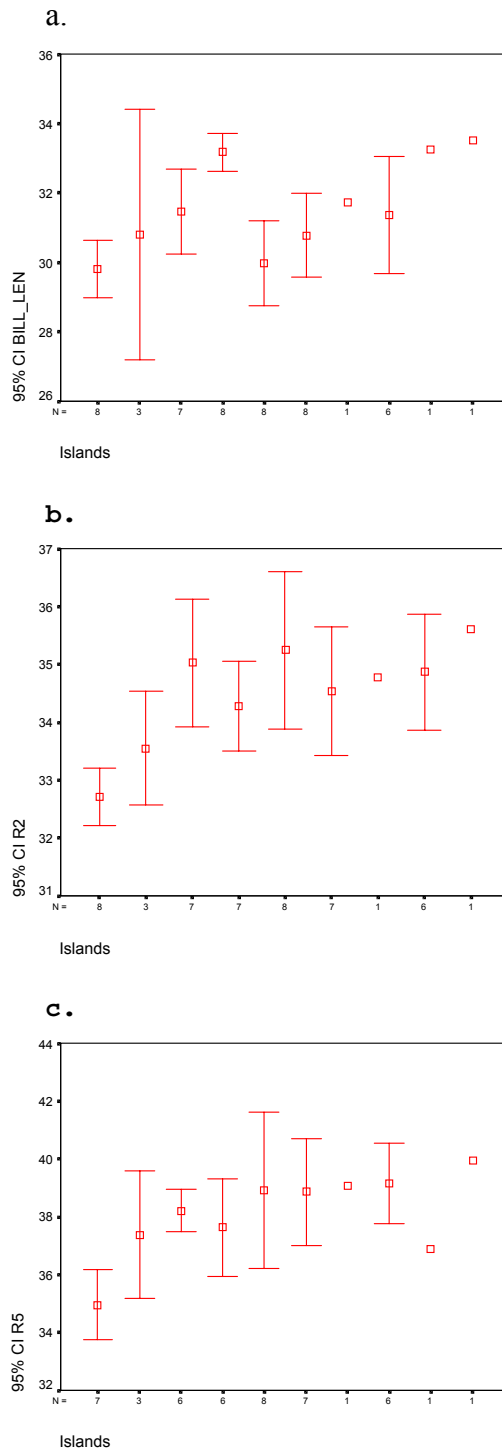 a.
36
34
32
30
28
26
95% CI BILL_LEN
N = 8 3 7 8 8 8 1 6 1 1
Islands
b.
37
36
35
34
33
32
31
95% CI R2
N = 8 3 7 7 8 7 1 6 1
Islands
c.
44
42
40
38
36
34
32
95% CI R5
N = 7 3 6 6 8 7 1 6 1 1
Islands